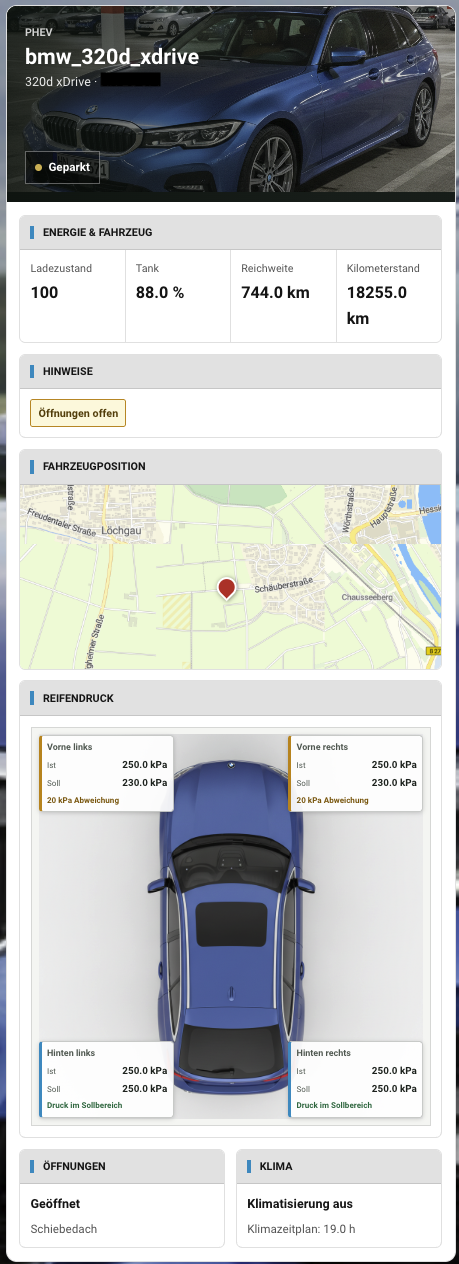 PHEV
bmw_320d_xdrive
320d xDrive ·
Geparkt
ENERGIE & FAHRZEUG
Ladezustand
100
Tank
88.0 %
Reichweite
744.0 km
Kilometerstand
18255.0
km
HINWEISE
Öffnungen offen
FAHRZEUGPOSITION
Freudentaler Straße
Löchgau
Wörthstraße
Hauptstraße
Schäuberstraße
Chausseeberg
REIFENDRUCK
Vorne links
Ist 250.0 kPa
Soll 230.0 kPa
20 kPa Abweichung
Vorne rechts
Ist 250.0 kPa
Soll 230.0 kPa
20 kPa Abweichung
Hinten links
Ist 250.0 kPa
Soll 250.0 kPa
Druck im Sollbereich
Hinten rechts
Ist 250.0 kPa
Soll 250.0 kPa
Druck im Sollbereich
ÖFFNUNGEN
Geöffnet
Schiebedach
KLIMA
Klimatisierung aus
Klimazeitplan: 19.0 h